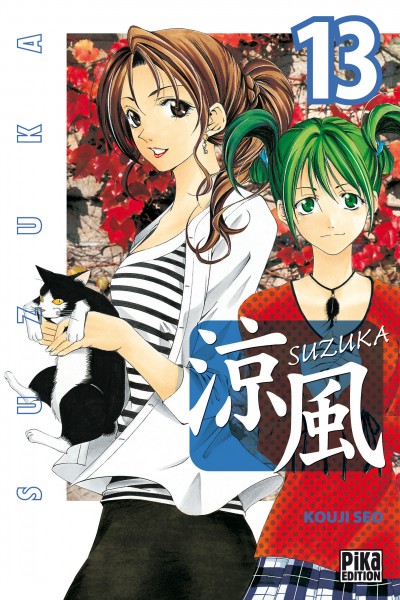 13
SUZUKA
涼風
SUZUKA
KOUJI SEO
PiKa
EDITION